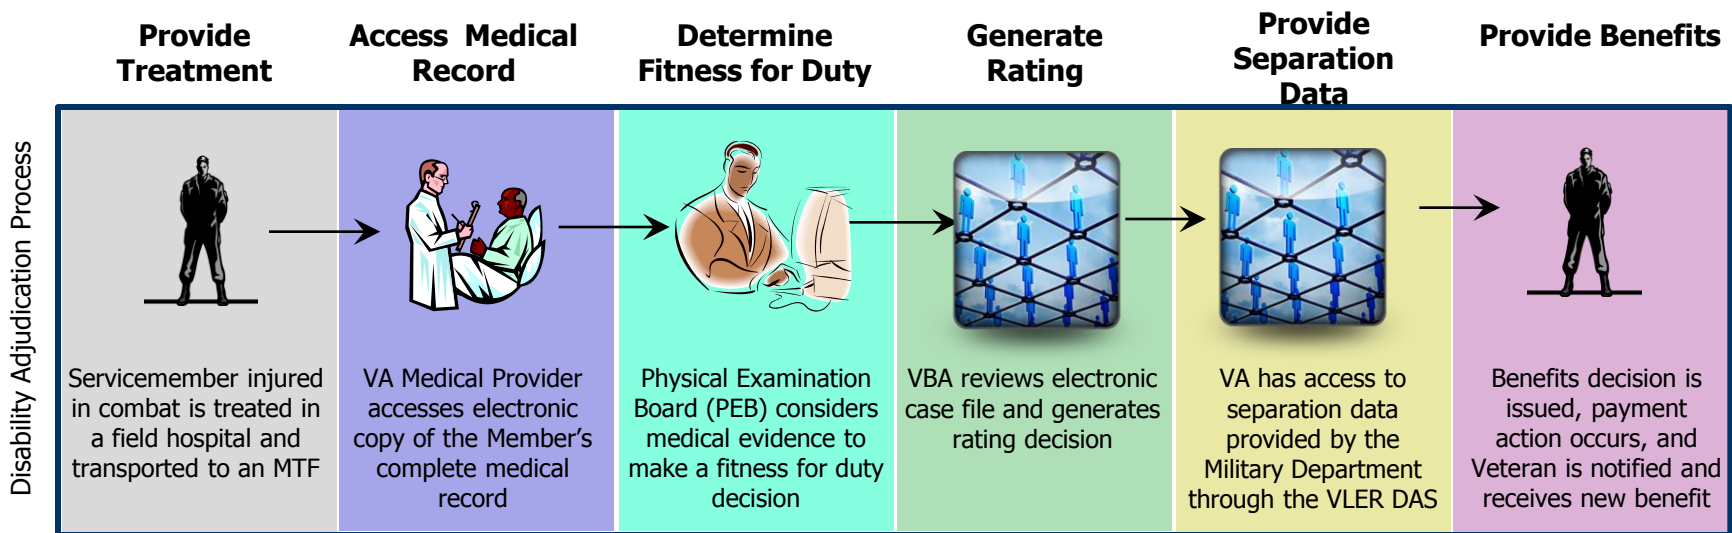 Provide
Treatment
Access Medical
Record
Determine
Fitness for Duty
Generate
Rating
Provide
Separation
Data
Provide Benefits
Disability Adjudication Process
Servicemember injured
in combat is treated in
a field hospital and
transported to an MTF
VA Medical Provider
accesses electronic
copy of the Member’s
complete medical
record
Physical Examination
Board (PEB) considers
medical evidence to
make a fitness for duty
decision
VBA reviews electronic
case file and generates
rating decision
VA has access to
separation data
provided by the
Military Department
through the VLER DAS
Benefits decision is
issued, payment
action occurs, and
Veteran is notified and
receives new benefit